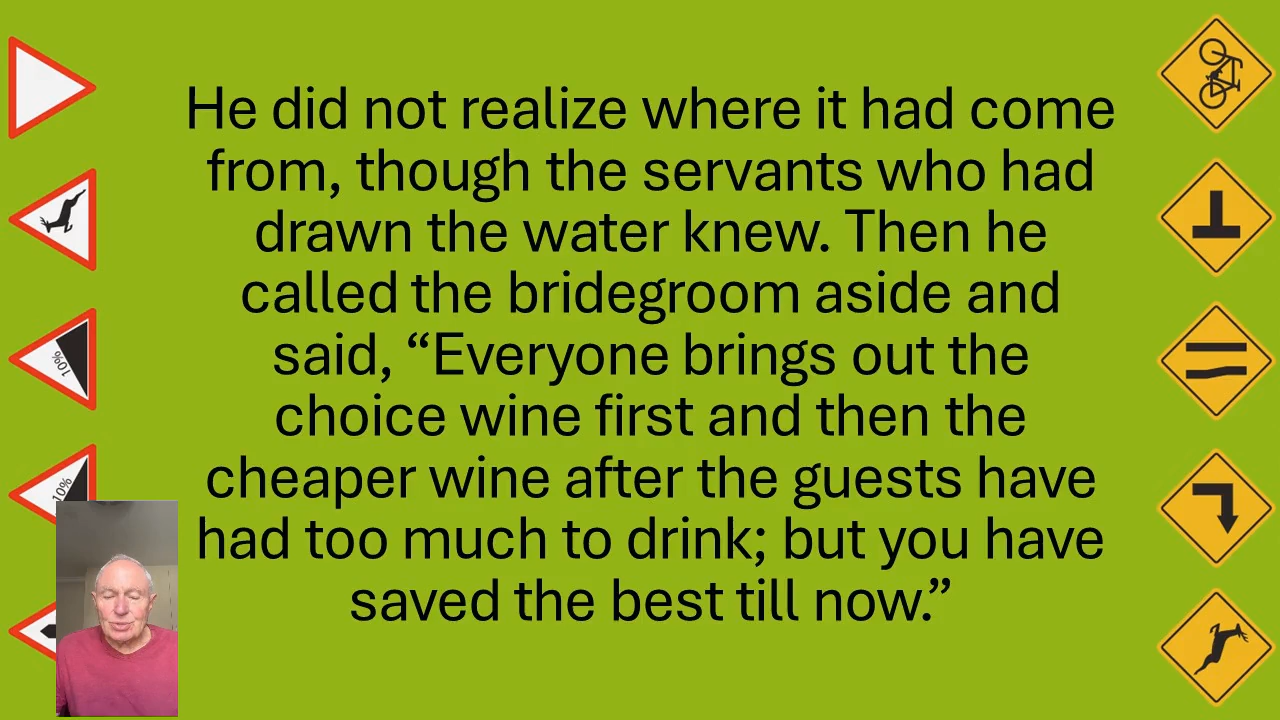 He did not realize where it had come
from, though the servants who had
drawn the water knew. Then he
called the bridegroom aside and
said, “Everyone brings out the
choice wine first and then the
cheaper wine after the guests have
had too much to drink; but you have
saved the best till now.”
10%
10%